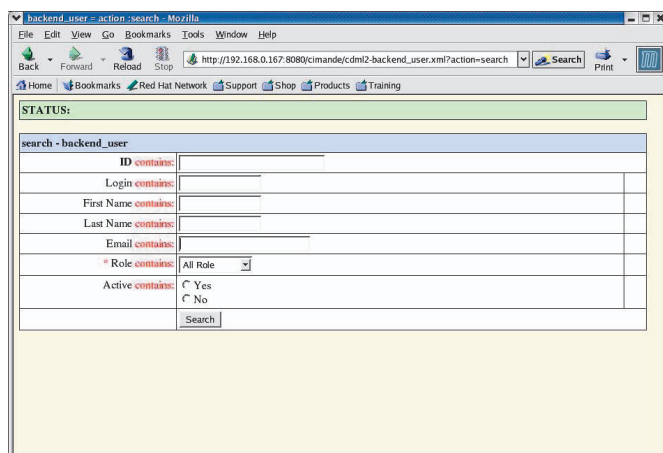 backend_user = action :search - Mozilla
File Edit View Go Bookmarks Tools Window Help
Back Forward Reload Stop http://192.168.0.167:8080/cimande/cdml2-backend_user.xml?action=search Search Print
Home Bookmarks Red Hat Network Support Shop Products Training
STATUS:
search - backend_user
ID contains:
Login contains:
First Name contains:
Last Name contains:
Email contains:
* Role contains: All Role
Active contains: Yes
No
Search